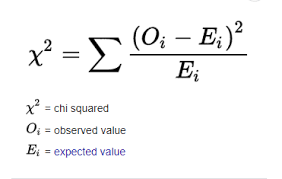 χ² = ∑ (Oᵢ − Eᵢ)² / Eᵢ
χ² = chi squared
Oᵢ = observed value
Eᵢ = expected value